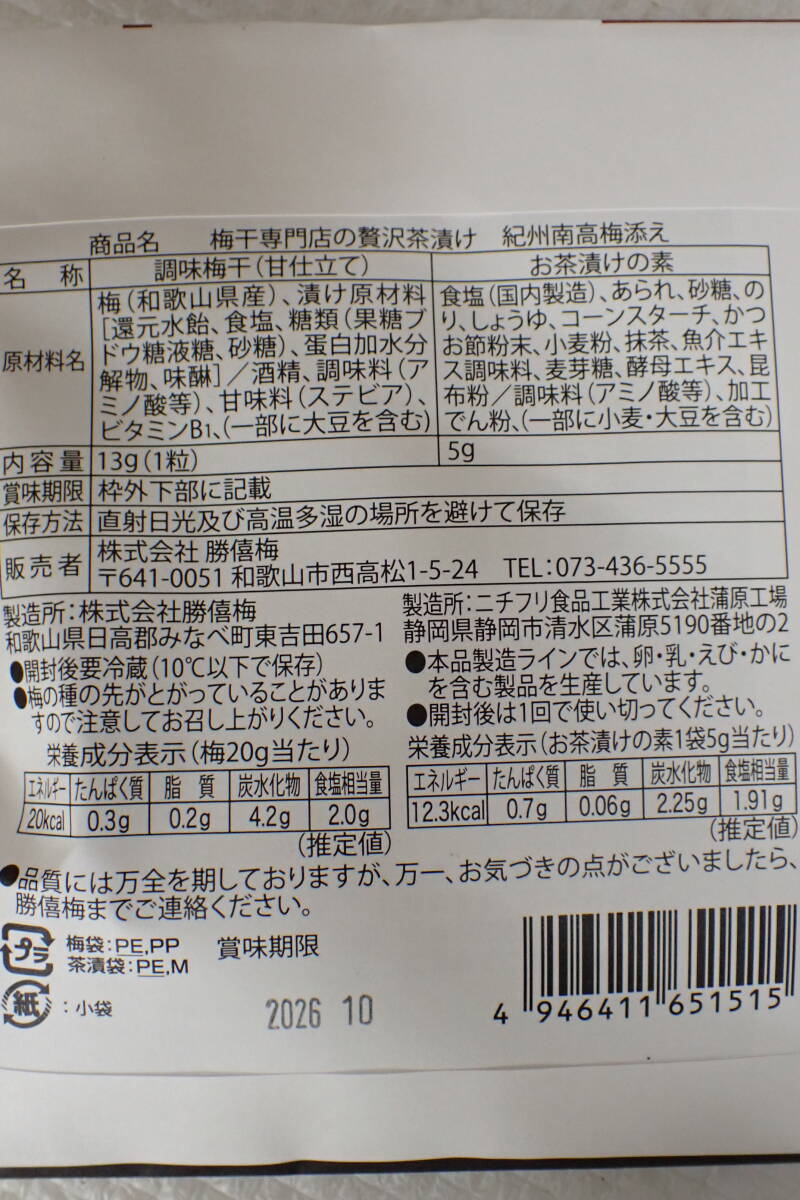 商品名 梅干専門店の贅沢茶漬け 紀州南高梅添え
名称 調味梅干(甘仕立て) お茶漬けの素
原材料名
梅(和歌山県産)、漬け原材料
[還元水飴、食塩、糖類(果糖ブ
ドウ糖液糖、砂糖)、蛋白加水分
解物、味醂]/酒精、調味料(ア
ミノ酸等)、甘味料(ステビア)、
ビタミンB1、(一部に大豆を含む)
食塩(国内製造)、あられ、砂糖、の
り、しょうゆ、コーンスターチ、かつ
お節粉末、小麦粉、抹茶、魚介エキ
ス調味料、麦芽糖、酵母エキス、昆
布粉/調味料(アミノ酸等)、加工
でん粉、(一部に小麦・大豆を含む)
内容量 13g(1粒) 5g
賞味期限 枠外下部に記載
保存方法 直射日光及び高温多湿の場所を避けて保存
販売者 株式会社 勝僖梅
〒641-0051 和歌山市西高松1-5-24 TEL:073-436-5555
製造所:株式会社勝僖梅
和歌山県日高郡みなべ町東吉田657-1
●開封後要冷蔵(10℃以下で保存)
●梅の種の先がとがっていることがありま
すので注意してお召し上がりください。
栄養成分表示(梅20g当たり)
エネルギー たんぱく質 脂質 炭水化物 食塩相当量
20kcal 0.3g 0.2g 4.2g 2.0g
(推定値)
製造所:ニチフリ食品工業株式会社蒲原工場
静岡県静岡市清水区蒲原5190番地の2
●本品製造ラインでは、卵・乳・えび・かに
を含む製品を生産しています。
●開封後は1回で使い切ってください。
栄養成分表示(お茶漬けの素1袋5g当たり)
エネルギー たんぱく質 脂質 炭水化物 食塩相当量
12.3kcal 0.7g 0.06g 2.25g 1.91g
(推定値)
●品質には万全を期しておりますが、万一、お気づきの点がございましたら、
勝僖梅までご連絡ください。
プラ 梅袋:PE,PP
茶漬袋:PE,M
紙 :小袋
賞味期限
2026 10
4 946411 651515